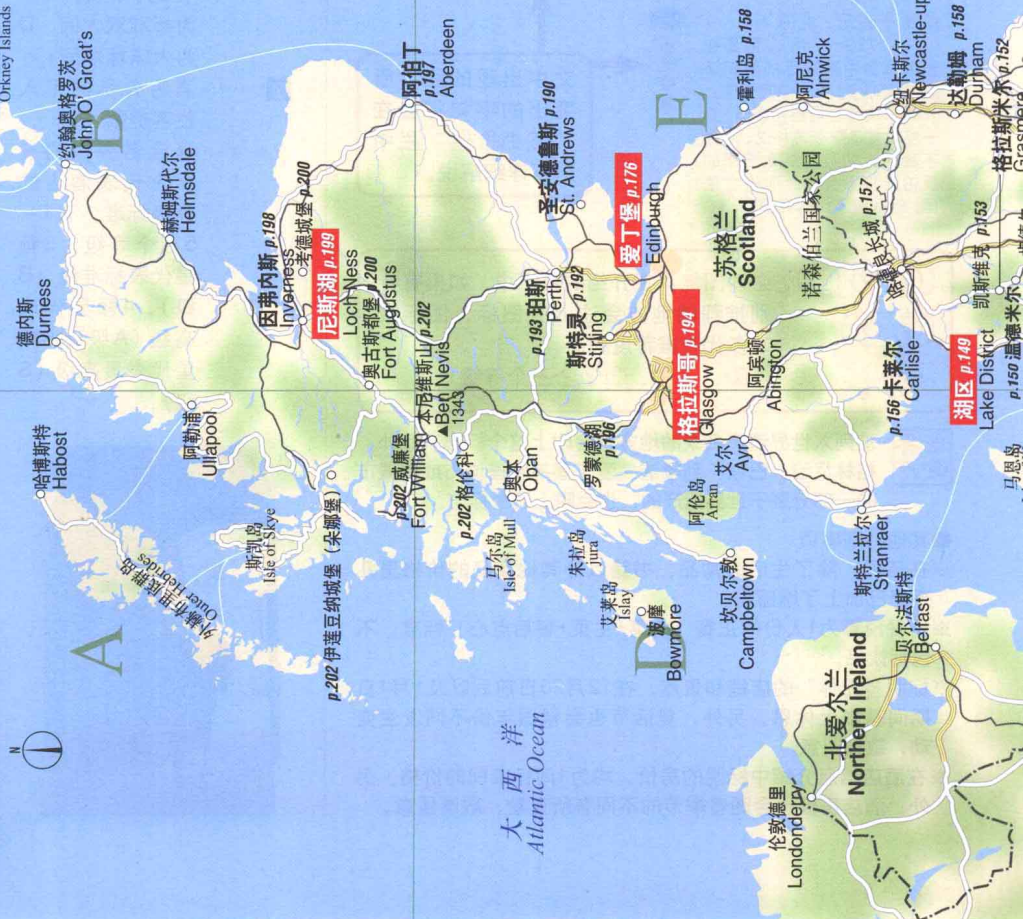 Orkney Islands
约翰奥格罗茨
John O' Groat's
B
赫姆斯代尔
Helmsdale
德内斯
Durness
哈博斯特
Habost
阿勒浦
Ullapool
外赫布里底群岛
Outer Hebrides
A
N
斯凯岛
Isle of Skye
p.202 伊莲豆纳城堡（朵娜堡）
因弗内斯 p.198
Inverness
考德城堡 p.200
尼斯湖 p.199
Loch Ness
奥古斯都堡 p.200
Fort Augustus
阿伯丁
p.197
Aberdeen
p.202 威廉堡
Fort William
本尼维斯山 p.202
▲Ben Nevis
1343
p.202 格伦科
奥本
Oban
马尔岛
Isle of Mull
朱拉岛
jura
艾莱岛
Islay
波摩
Bowmore
D
坎贝尔敦
Campbeltown
大西洋
Atlantic Ocean
圣安德鲁斯 p.190
St. Andrews
p.193 珀斯
Perth
斯特灵 p.192
Stirling
罗蒙德湖
p.196
爱丁堡 p.176
Edinburgh
E
格拉斯哥 p.194
Glasgow
阿伦岛
Arran
艾尔
Ayr
阿宾顿
Abington
苏格兰
Scotland
霍利岛 p.158
阿尼克
Alnwick
诺森伯兰国家公园
哈德良长城 p.157
纽卡斯尔
Newcastle-up
达勒姆 p.158
Durham
格拉斯米尔 p.152
Grasmere
凯斯维克 p153
p.156 卡莱尔
Carlisle
湖区 p.149
Lake District
p.150 温德米尔
马恩岛
斯特兰拉尔
Stranraer
贝尔法斯特
Belfast
北爱尔兰
Northern Ireland
伦敦德里
Londonderry